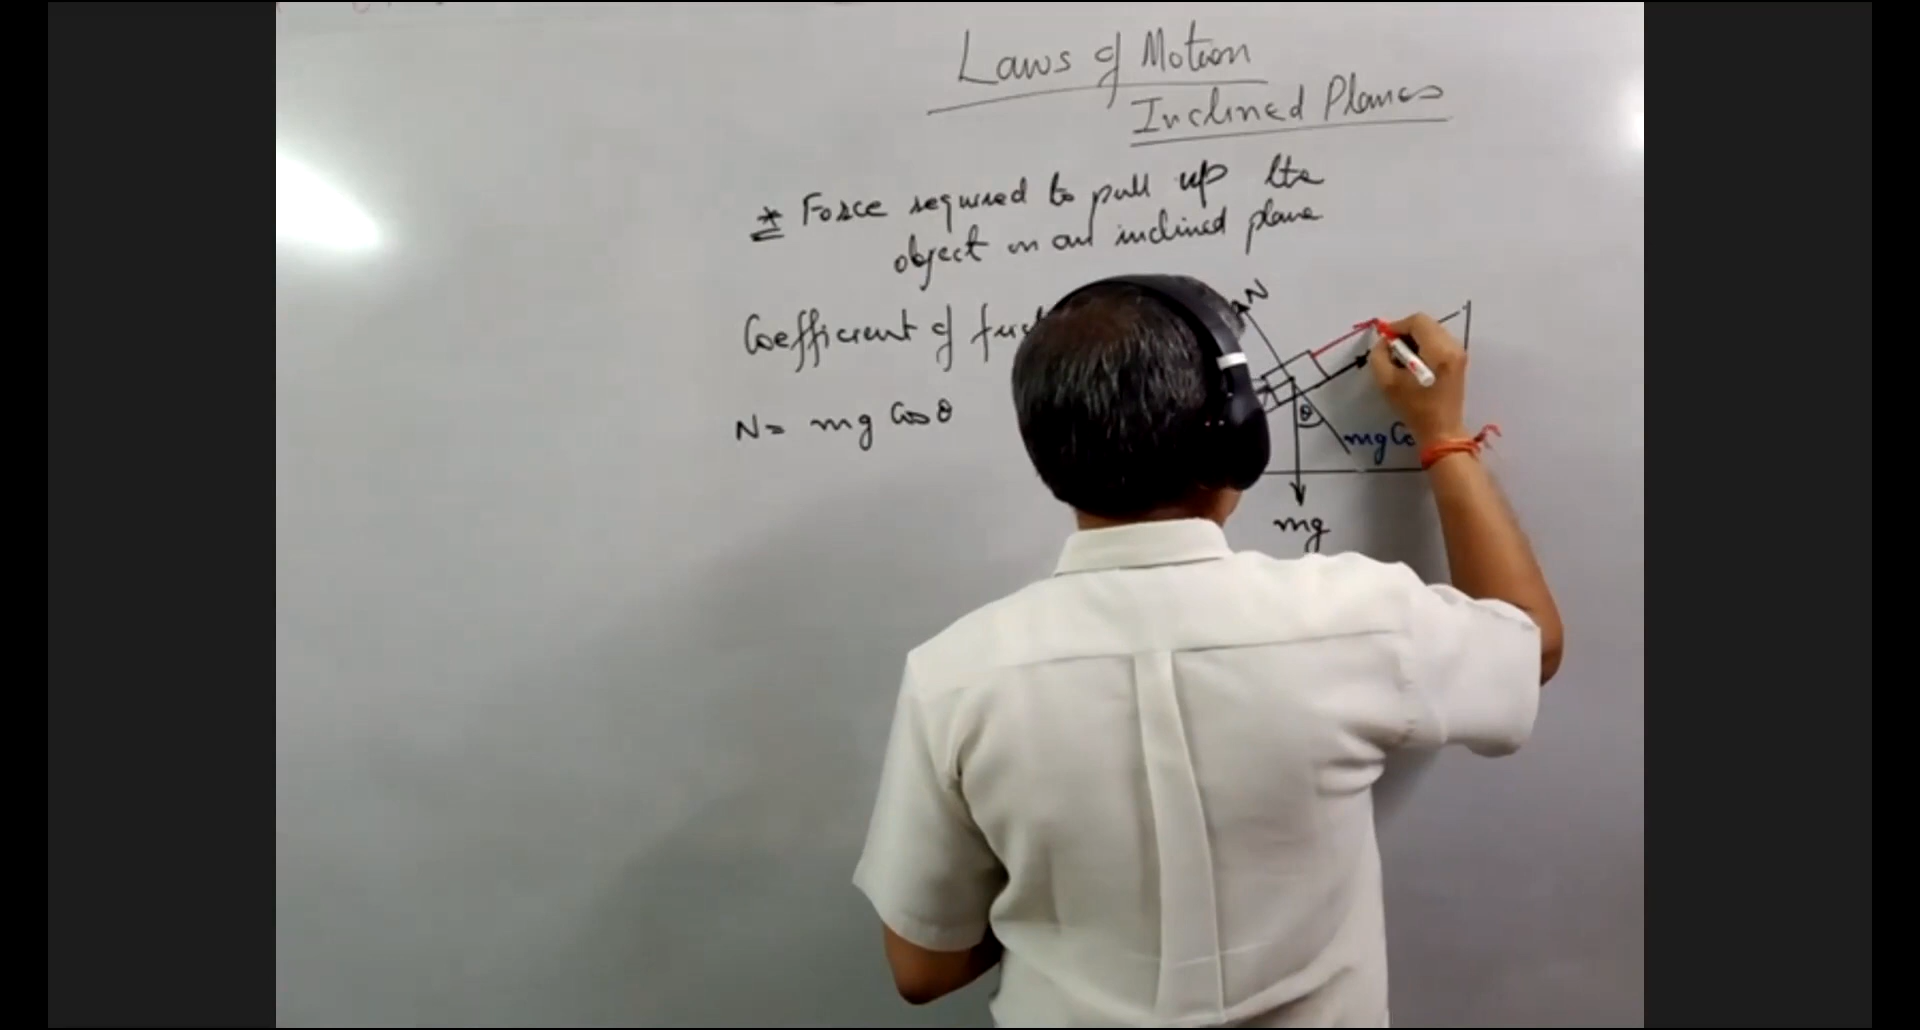 Laws of Motion
Inclined Planes
* Force required to pull up the
object on an inclined plane
Coefficient of
N
N = mg Cos θ
θ
mg